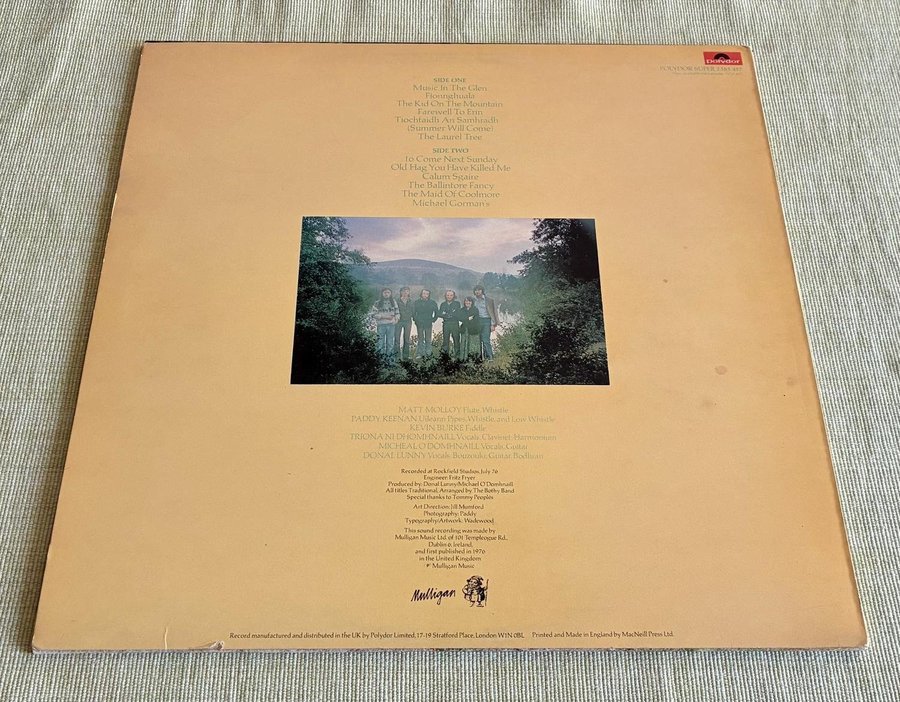 polydor
POLYDOR SUPER 2383 417
SIDE ONE
Music In The Glen
Fionnghuala
The Kid On The Mountain
Farewell To Erin
Tiochfaidh An Samhradh
(Summer Will Come)
The Laurel Tree
SIDE TWO
To Come Next Sunday
Old Hag You Have Killed Me
Calum Sgaire
The Ballintore Fancy
The Maid Of Coolmore
Michael Gorman's
MATT MOLLOY Flute, Whistle
PADDY KEENAN Uileann Pipes, Whistle, and Low Whistle
KEVIN BURKE Fiddle
TRIONA NI DHOMHNAILL Vocals, Clavinet, Harmonium
MICHEAL O DOMHNAILL Vocals, Guitar
DONAL LUNNY Vocals, Bouzouki, Guitar, Bodhran
Recorded at Rockfield Studios, July 76
Engineer: Fritz Fryer
Produced by: Donal Lunny/Michael O'Domhnaill
All titles Traditional, Arranged by The Bothy Band
Special thanks to Tommy Peoples
Art Direction: Jill Mumford
Photography: Paddy
Typography/Artwork: Wadewood
This sound recording was made by
Mulligan Music Ltd. of 101 Templeogue Rd.,
Dublin 6, Ireland,
and first published in 1976
in the United Kingdom
℗ Mulligan Music
Mulligan
Record manufactured and distributed in the UK by Polydor Limited, 17-19 Stratford Place, London W1N 0BL Printed and Made in England by MacNeill Press Ltd.